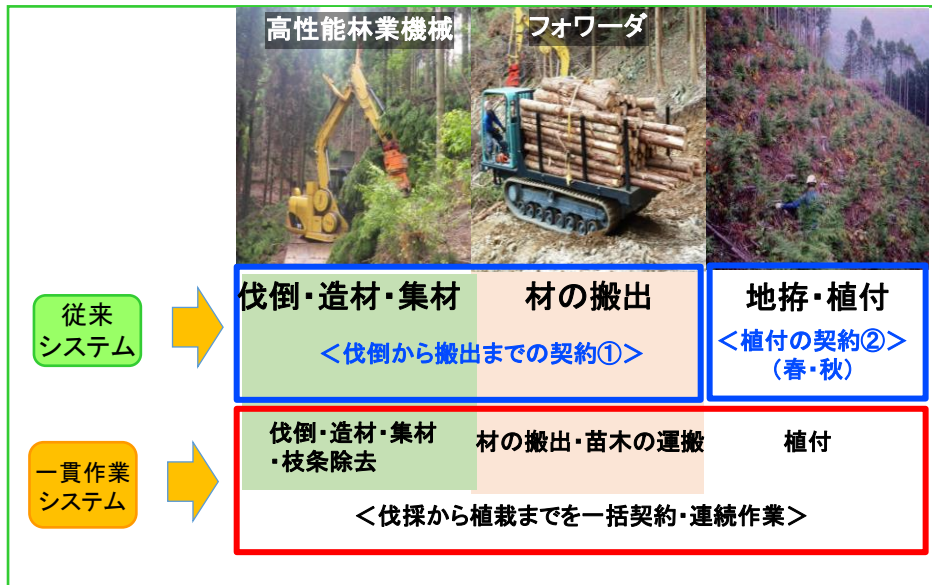 高性能林業機械
フォワーダ
従来
システム
伐倒・造材・集材
材の搬出
<伐倒から搬出までの契約①>
地拵・植付
<植付の契約②>
(春・秋)
一貫作業
システム
伐倒・造材・集材
・枝条除去
材の搬出・苗木の運搬
植付
<伐採から植栽までを一括契約・連続作業>